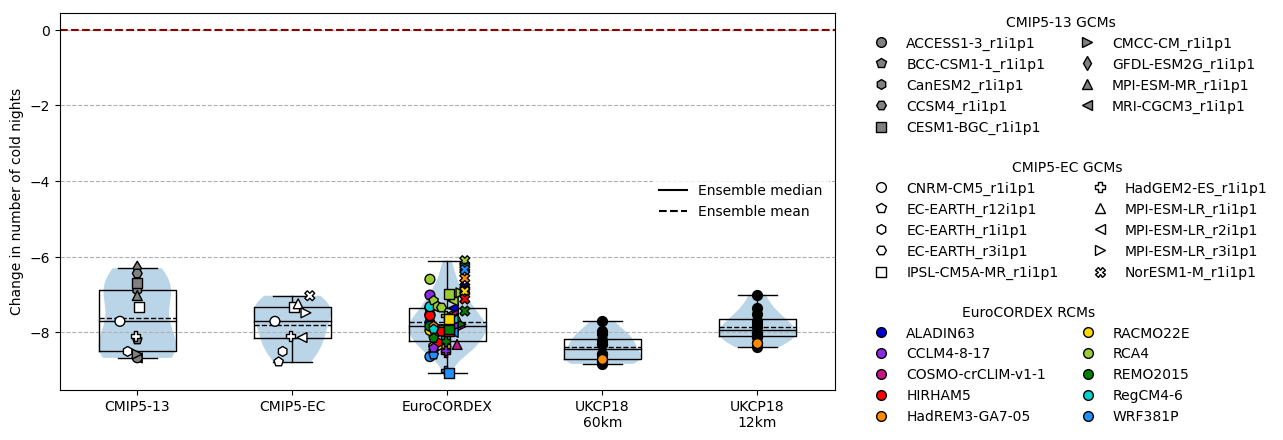 Change in number of cold nights
0
−2
−4
−6
−8
Ensemble median
Ensemble mean
CMIP5-13
CMIP5-EC
EuroCORDEX
UKCP18
60km
UKCP18
12km
CMIP5-13 GCMs
ACCESS1-3_r1i1p1
BCC-CSM1-1_r1i1p1
CanESM2_r1i1p1
CCSM4_r1i1p1
CESM1-BGC_r1i1p1
CMCC-CM_r1i1p1
GFDL-ESM2G_r1i1p1
MPI-ESM-MR_r1i1p1
MRI-CGCM3_r1i1p1
CMIP5-EC GCMs
CNRM-CM5_r1i1p1
EC-EARTH_r12i1p1
EC-EARTH_r1i1p1
EC-EARTH_r3i1p1
IPSL-CM5A-MR_r1i1p1
HadGEM2-ES_r1i1p1
MPI-ESM-LR_r1i1p1
MPI-ESM-LR_r2i1p1
MPI-ESM-LR_r3i1p1
NorESM1-M_r1i1p1
EuroCORDEX RCMs
ALADIN63
CCLM4-8-17
COSMO-crCLIM-v1-1
HIRHAM5
HadREM3-GA7-05
RACMO22E
RCA4
REMO2015
RegCM4-6
WRF381P